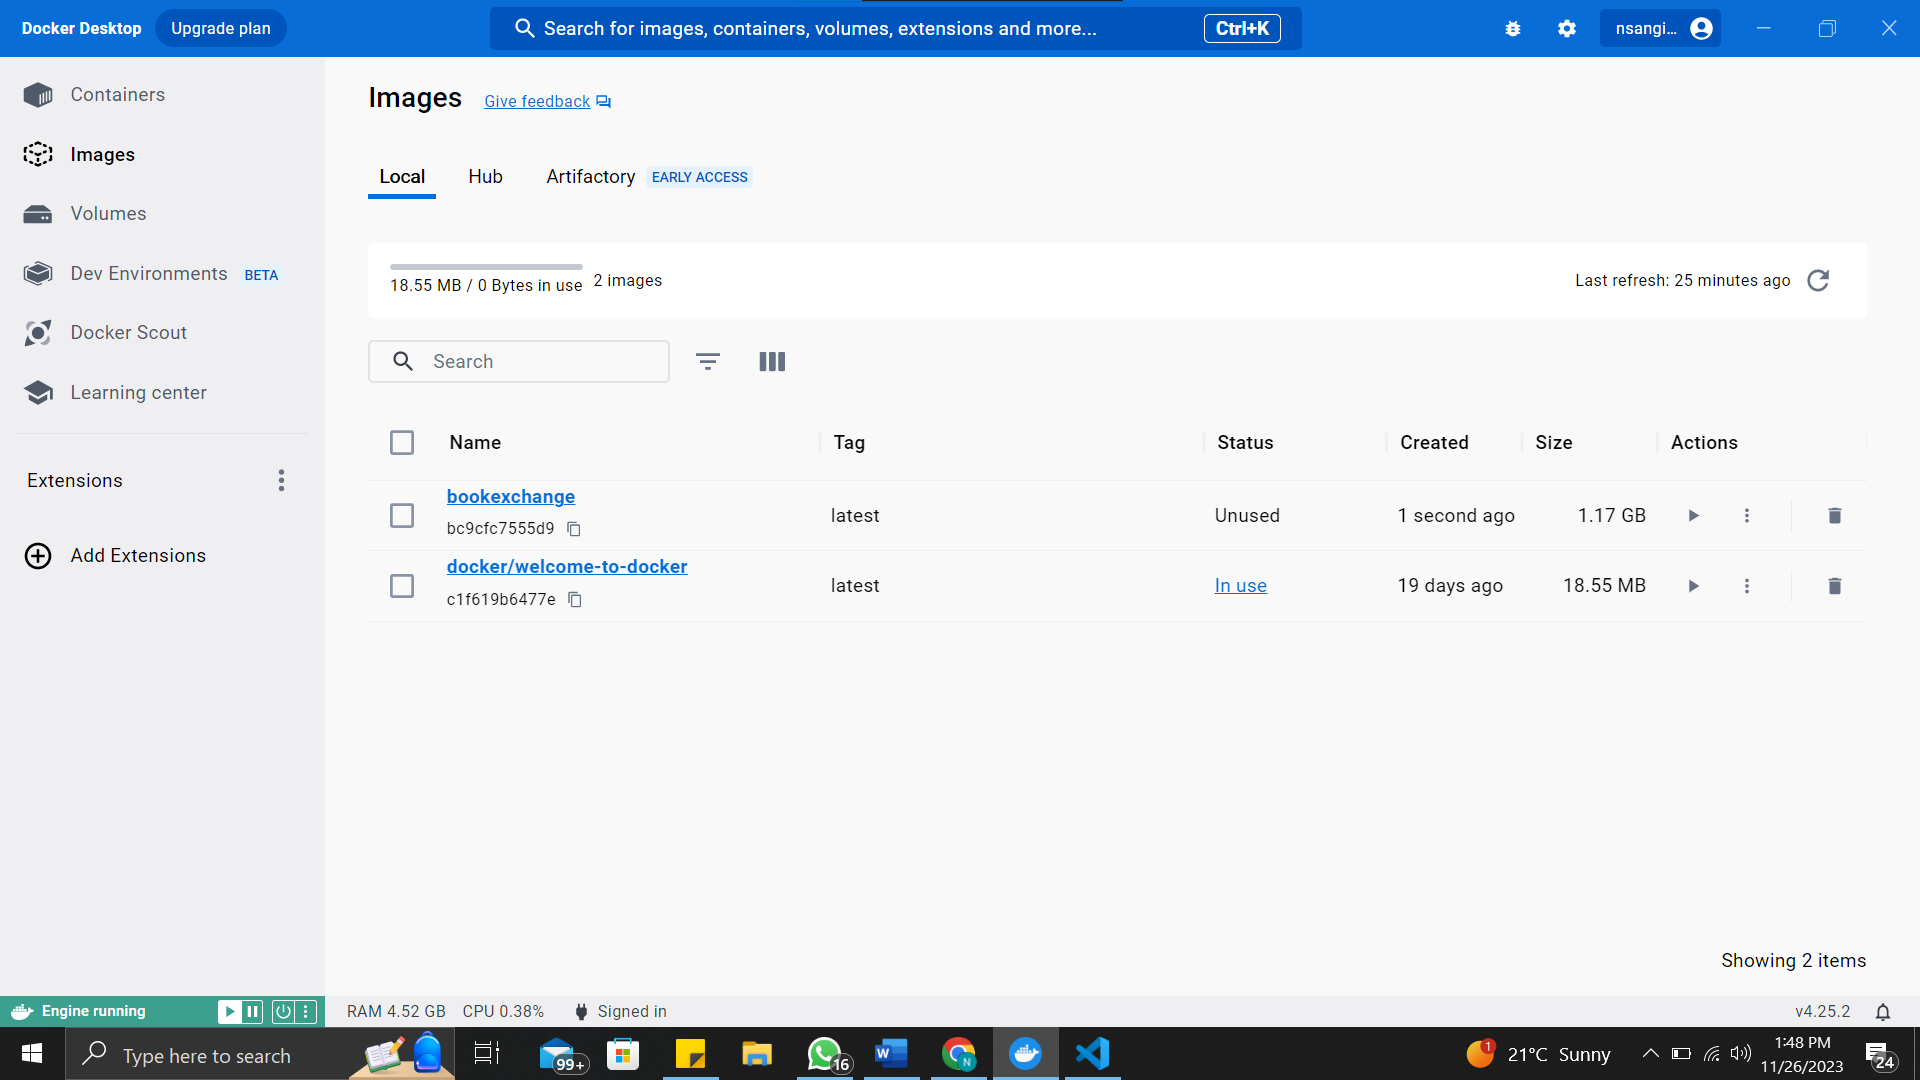 Docker Desktop Upgrade plan Search for images, containers, volumes, extensions and more... Ctrl+K nsangi...
Containers
Images
Volumes
Dev Environments BETA
Docker Scout
Learning center
Extensions
Add Extensions
Images Give feedback
Local Hub Artifactory EARLY ACCESS
18.55 MB / 0 Bytes in use 2 images Last refresh: 25 minutes ago
Search
Name Tag Status Created Size Actions
bookexchange
bc9cfc7555d9
latest Unused 1 second ago 1.17 GB
docker/welcome-to-docker
c1f619b6477e
latest In use 19 days ago 18.55 MB
Showing 2 items
Engine running RAM 4.52 GB CPU 0.38% Signed in v4.25.2
Type here to search 99+ 16 W N 1 21°C Sunny 1:48 PM
11/26/2023 24